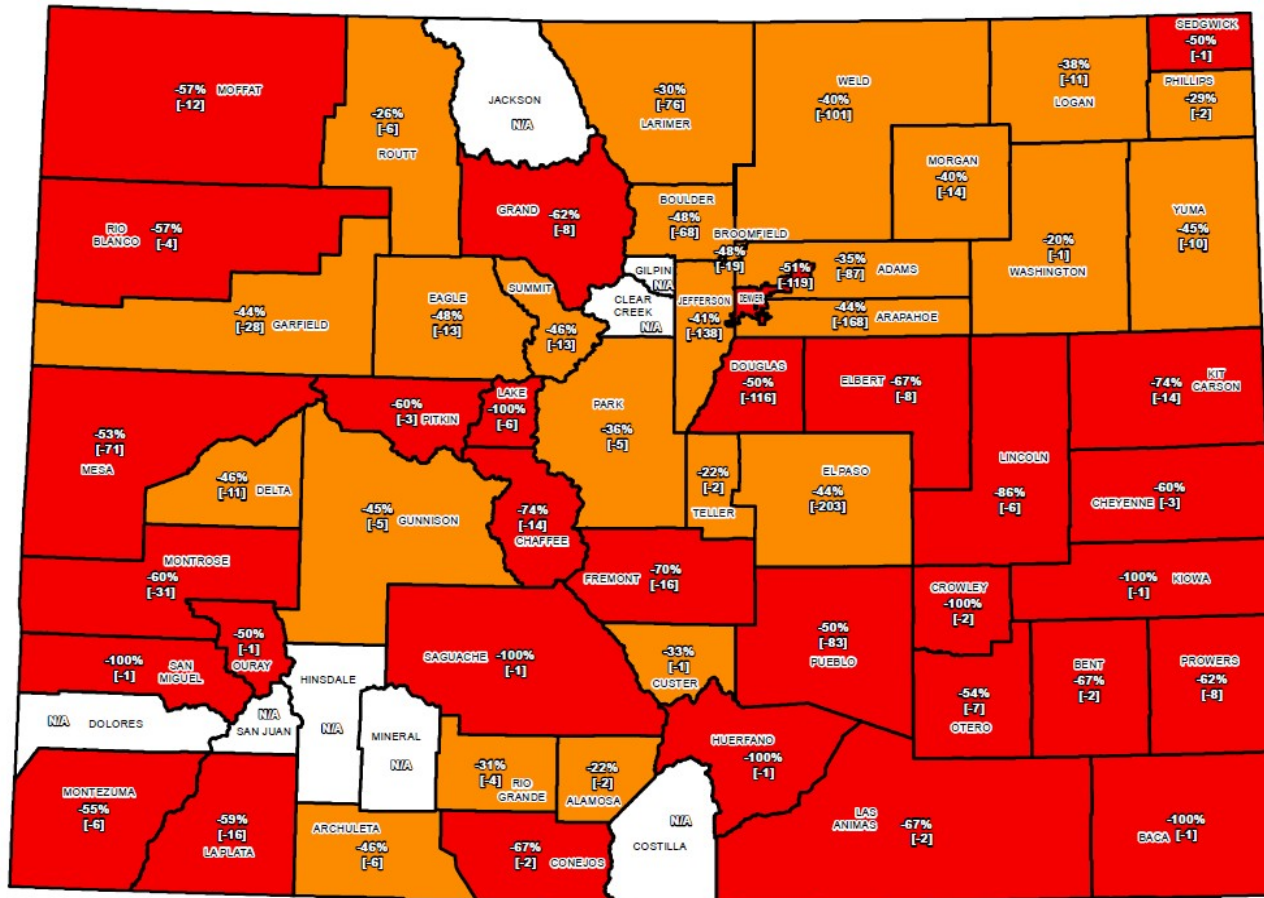 SEDGWICK
-50%
[-1]
-57% MOFFAT
[-12]
-26%
[-6]
ROUTT
JACKSON
N/A
-30%
[-76]
LARIMER
WELD
-40%
[-101]
-38%
[-11]
LOGAN
PHILLIPS
-29%
[-2]
MORGAN
-40%
[-14]
RIO
BLANCO
-57%
[-4]
GRAND
-62%
[-8]
BOULDER
-48%
[-68]
BROOMFIELD
-48%
[-19]
-20%
[-1]
WASHINGTON
YUMA
-45%
[-10]
-44%
[-28]
GARFIELD
EAGLE
-48%
[-13]
SUMMIT
-46%
[-13]
GILPIN
N/A
CLEAR
CREEK
N/A
JEFFERSON
-41%
[-138]
DENVER
-51%
[-119]
-35%
[-87]
ADAMS
-44%
[-168]
ARAPAHOE
-53%
[-71]
MESA
-60%
[-3] PITKIN
LAKE
-100%
[-6]
PARK
-36%
[-5]
DOUGLAS
-50%
[-116]
ELBERT -67%
[-8]
LINCOLN
-86%
[-6]
-74%
[-14]
KIT
CARSON
-46%
[-11]
DELTA
-45%
[-5]
GUNNISON
-74%
[-14]
CHAFFEE
-22%
[-2]
TELLER
EL PASO
-44%
[-203]
-60%
CHEYENNE [-3]
MONTROSE
-60%
[-31]
-70%
FREMONT [-16]
CROWLEY
-100%
[-2]
-100%
[-1]
KIOWA
-50%
[-1]
OURAY
-100%
[-1]
SAN
MIGUEL
SAGUACHE -100%
[-1]
-33%
[-1]
CUSTER
-50%
[-83]
PUEBLO
-54%
[-7]
OTERO
BENT
-67%
[-2]
PROWERS
-62%
[-8]
N/A DOLORES
N/A
SAN JUAN
HINSDALE
N/A
MINERAL
N/A
-31%
[-4]
RIO
GRANDE
-22%
[-2]
ALAMOSA
HUERFANO
-100%
[-1]
MONTEZUMA
-55%
[-6]
-59%
[-16]
LA PLATA
ARCHULETA
-46%
[-6]
-67%
[-2] CONEJOS
N/A
COSTILLA
LAS
ANIMAS
-67%
[-2]
-100%
BACA [-1]